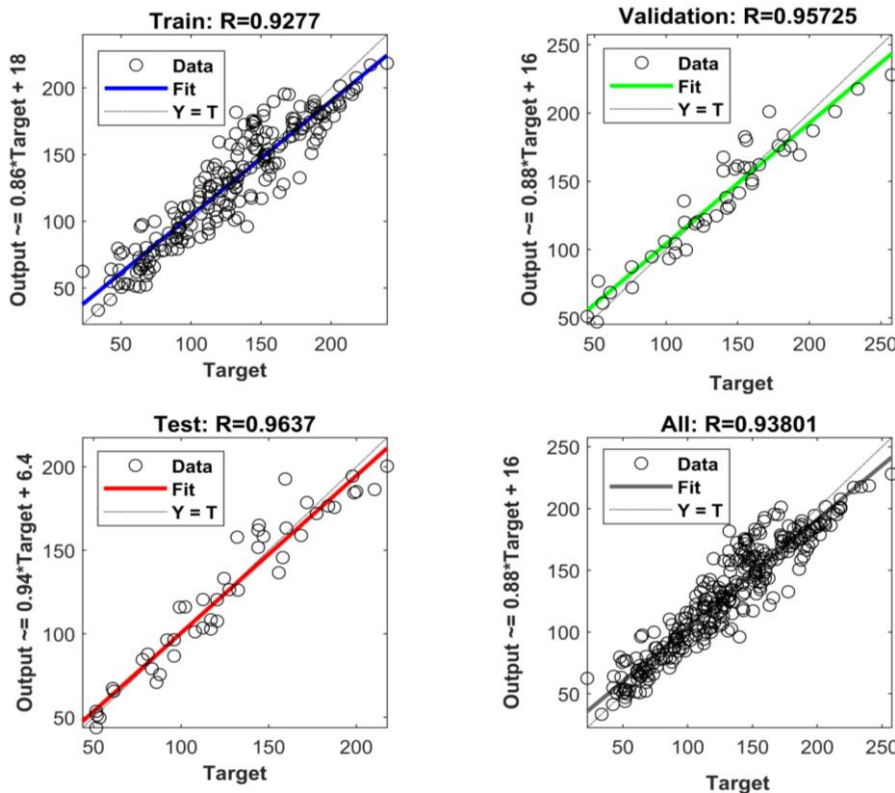 Train: R=0.9277
Output ~= 0.86*Target + 18
200
150
100
50
Data
Fit
Y = T
50
100
150
200
Target
Validation: R=0.95725
Output ~= 0.88*Target + 16
250
200
150
100
50
Data
Fit
Y = T
50
100
150
200
250
Target
Test: R=0.9637
Output ~= 0.94*Target + 6.4
200
150
100
50
Data
Fit
Y = T
50
100
150
200
Target
All: R=0.93801
Output ~= 0.88*Target + 16
250
200
150
100
50
Data
Fit
Y = T
50
100
150
200
250
Target